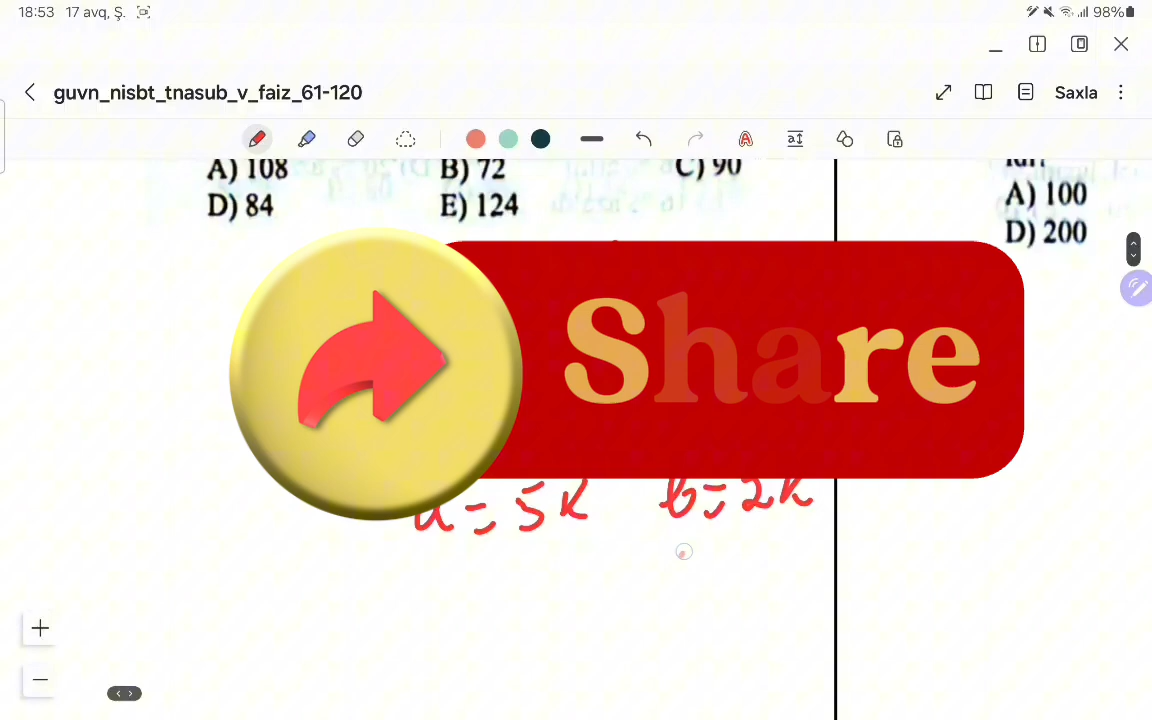 18:53 17 avq, Ş. 98%
guvn_nisbt_tnasub_v_faiz_61-120
Saxla
A) 108 B) 72 C) 90
D) 84 E) 124
A) 100
D) 200
Share
a = 5k b = 2k